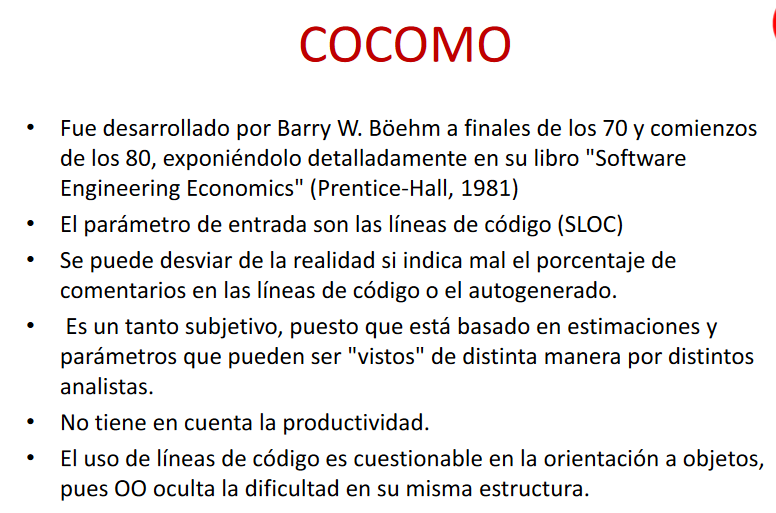 COCOMO
• Fue desarrollado por Barry W. Böehm a finales de los 70 y comienzos
de los 80, exponiéndolo detalladamente en su libro "Software
Engineering Economics" (Prentice-Hall, 1981)
• El parámetro de entrada son las líneas de código (SLOC)
• Se puede desviar de la realidad si indica mal el porcentaje de
comentarios en las líneas de código o el autogenerado.
• Es un tanto subjetivo, puesto que está basado en estimaciones y
parámetros que pueden ser "vistos" de distinta manera por distintos
analistas.
• No tiene en cuenta la productividad.
• El uso de líneas de código es cuestionable en la orientación a objetos,
pues OO oculta la dificultad en su misma estructura.